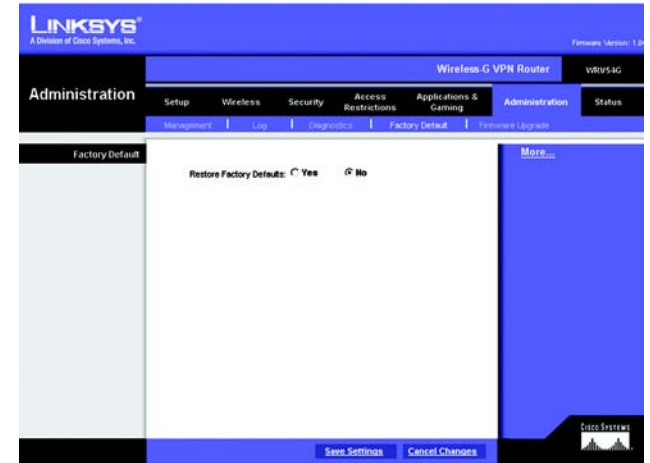 LINKSYS®
A Division of Cisco Systems, Inc.
Firmware Version: 1.0
Wireless-G VPN Router WRV54G
Administration
Setup Wireless Security Access Restrictions Applications & Gaming Administration Status
Management Log Diagnostics Factory Default Firmware Upgrade
Factory Default
More...
Restore Factory Defaults: Yes No
Save Settings Cancel Changes
CISCO SYSTEMS